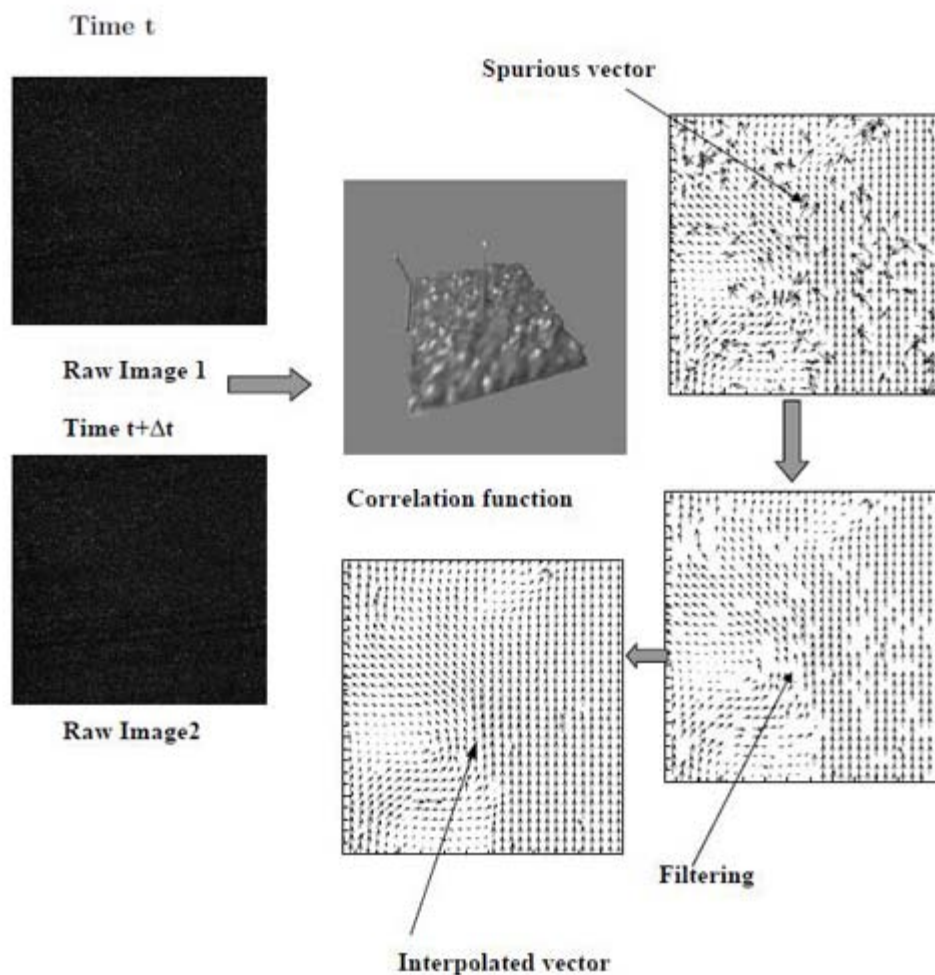 Time t
Spurious vector
Raw Image 1
Time t+Δt
Correlation function
Raw Image2
Filtering
Interpolated vector